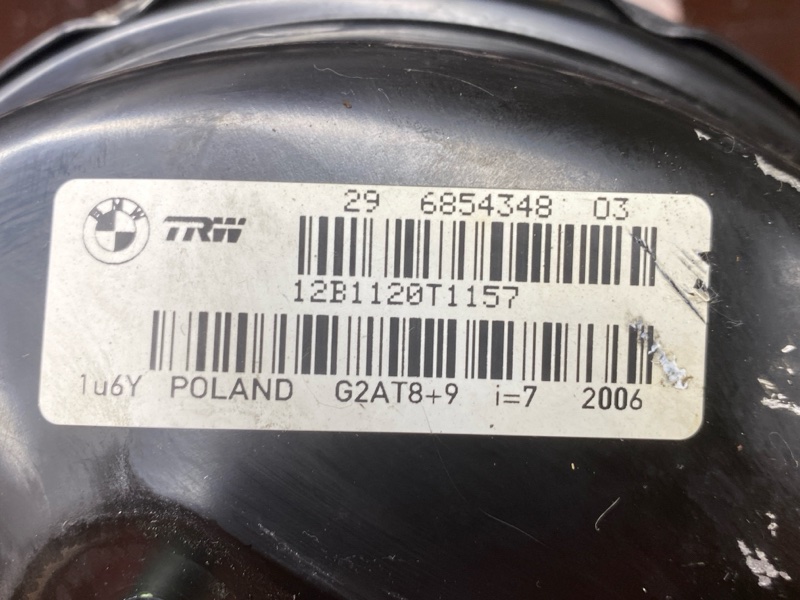 BMW TRW 29 6854348 03
12B1120T1157
1u6Y POLAND G2AT8+9 i=7 2006